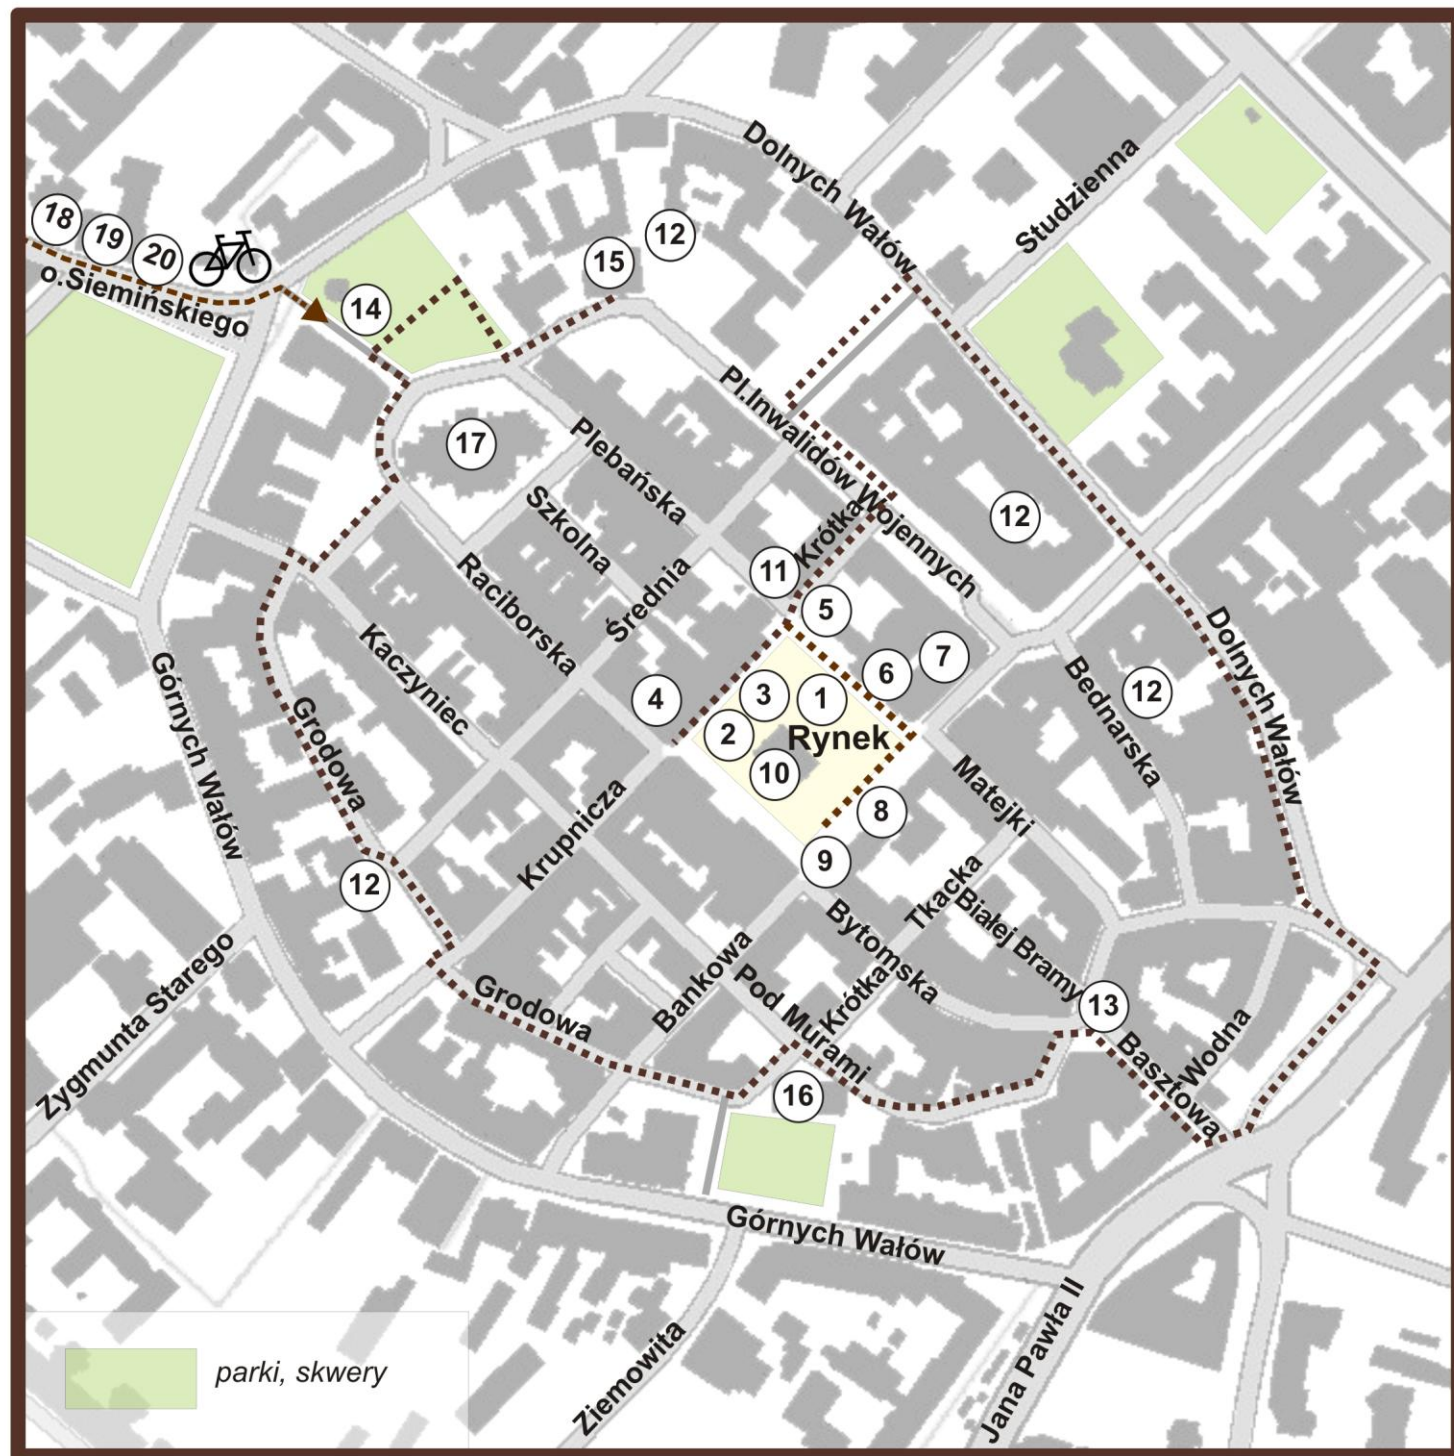 Dolnych Wałów
Studzienna
18
19
20
o.Siemińskiego
12
15
14
Pl.Inwalidów Wojennych
17
Plebańska
Szkolna
Raciborska
Średnia
Krótka
12
11
5
Kaczyniec
Górnych Wałów
Grodowa
4
3
1
2
Rynek
10
6
7
Bednarska
12
Dolnych Wałów
Matejki
8
9
12
Krupnicza
Tkacka
Białej Bramy
Bytomska
Bankowa
Pod Murami
Krótka
Grodowa
Zygmunta Starego
13
Basztowa
Wodna
16
Górnych Wałów
Ziemowita
Jana Pawła II
parki, skwery